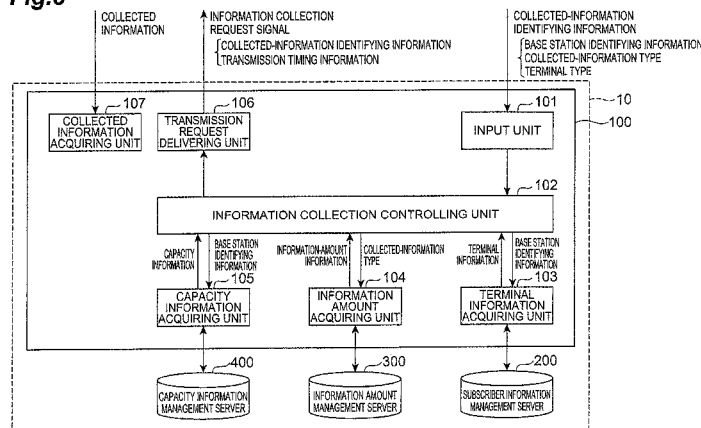 COLLECTED
INFORMATION
INFORMATION COLLECTION
REQUEST SIGNAL
COLLECTED-INFORMATION IDENTIFYING INFORMATION
TRANSMISSION TIMING INFORMATION
COLLECTED-INFORMATION
IDENTIFYING INFORMATION
BASE STATION IDENTIFYING INFORMATION
COLLECTED-INFORMATION TYPE
TERMINAL TYPE
10
100
107
COLLECTED
INFORMATION
ACQUIRING UNIT
106
TRANSMISSION
REQUEST
DELIVERING UNIT
101
INPUT UNIT
102
INFORMATION COLLECTION CONTROLLING UNIT
CAPACITY
INFORMATION
BASE STATION
IDENTIFYING
INFORMATION
INFORMATION-AMOUNT
INFORMATION
COLLECTED-INFORMATION
TYPE
TERMINAL
INFORMATION
BASE STATION
IDENTIFYING
INFORMATION
105
CAPACITY
INFORMATION
ACQUIRING UNIT
104
INFORMATION
AMOUNT
ACQUIRING UNIT
103
TERMINAL
INFORMATION
ACQUIRING UNIT
400
CAPACITY INFORMATION
MANAGEMENT SERVER
300
INFORMATION AMOUNT
MANAGEMENT SERVER
200
SUBSCRIBER INFORMATION
MANAGEMENT SERVER